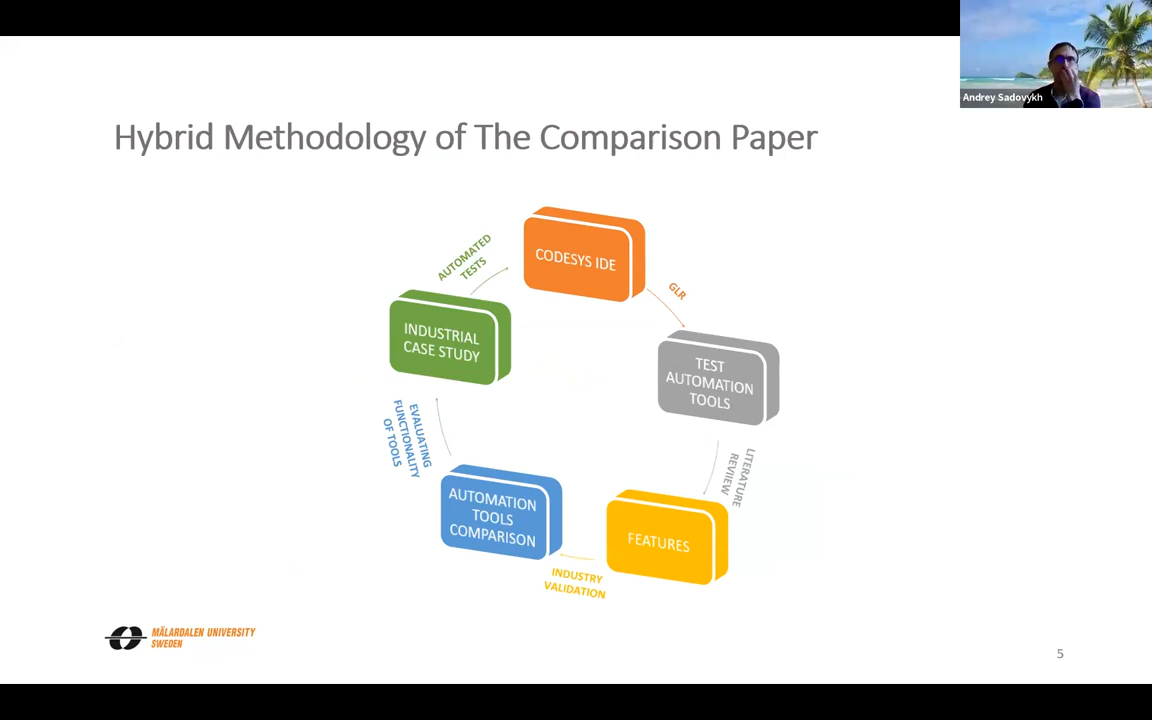 Andrey Sadovykh
Hybrid Methodology of The Comparison Paper
CODESYS IDE
GLR
TEST
AUTOMATION
TOOLS
LITERATURE
REVIEW
FEATURES
INDUSTRY
VALIDATION
AUTOMATION
TOOLS
COMPARISON
EVALUATING
FUNCTIONALITY
OF TOOLS
INDUSTRIAL
CASE STUDY
AUTOMATED
TESTS
MÄLARDALEN UNIVERSITY
SWEDEN
5